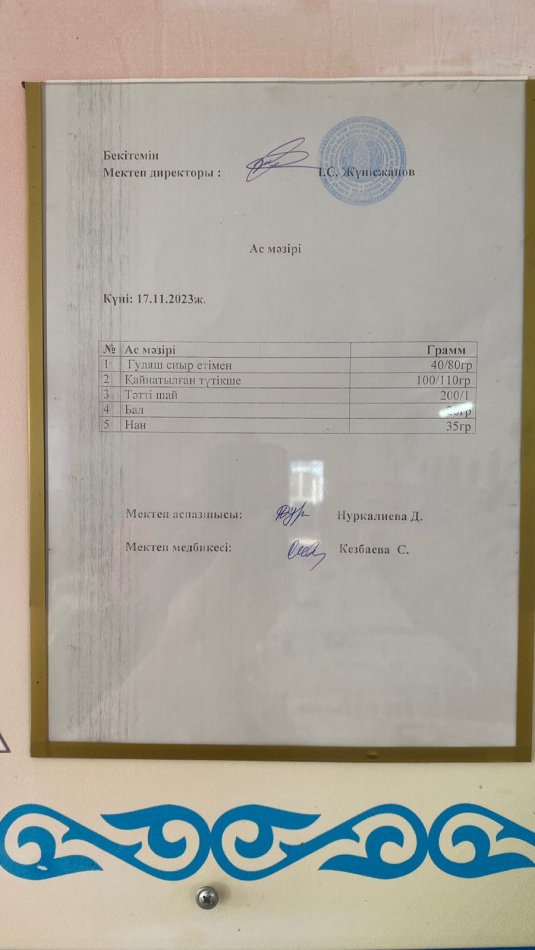 Бекітемін
Мектеп директоры : І.С. Жүнісжанов
Ас мәзірі
Күні: 17.11.2023ж.
№ Ас мәзірі Грамм
1 Гуляш сиыр етімен 40/80гр
2 Қайнатылған түтікше 100/110гр
3 Тәтті шай 200/1
4 Бал
5 Нан 35гр
Мектеп аспазшысы: Нуркалиева Д.
Мектеп медбикесі: Кезбаева С.